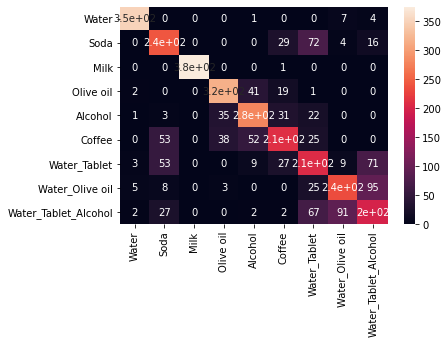 Water 3.5e+02 0 0 0 1 0 0 7 4
Soda 0 2.4e+02 0 0 0 29 72 4 16
Milk 0 0 3.8e+02 0 0 1 0 0 0
Olive oil 2 0 0 3.2e+02 41 19 1 0 0
Alcohol 1 3 0 35 2.8e+02 31 22 0 0
Coffee 0 53 0 38 52 2.1e+02 25 0 0
Water_Tablet 3 53 0 0 9 27 2.1e+02 9 71
Water_Olive oil 5 8 0 3 0 0 25 2.4e+02 95
Water_Tablet_Alcohol 2 27 0 0 2 2 67 91 2e+02
Water Soda Milk Olive oil Alcohol Coffee Water_Tablet Water_Olive oil Water_Tablet_Alcohol
350
300
250
200
150
100
50
0